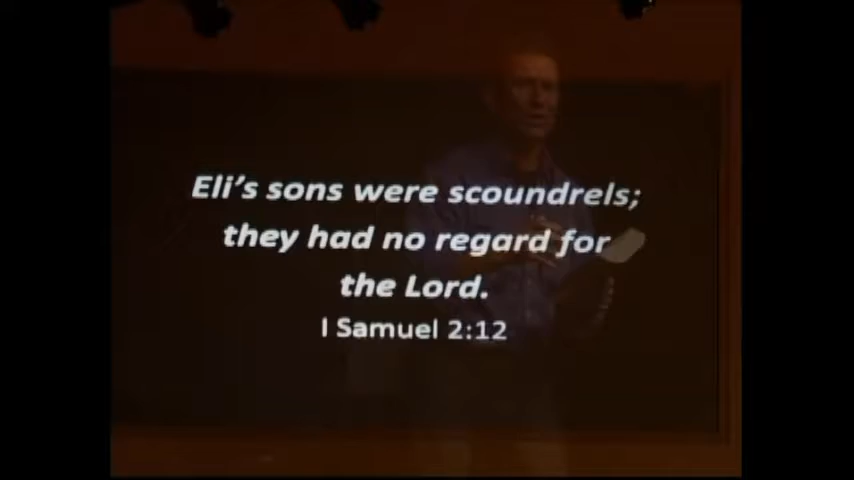 Eli's sons were scoundrels;
they had no regard for
the Lord.
I Samuel 2:12